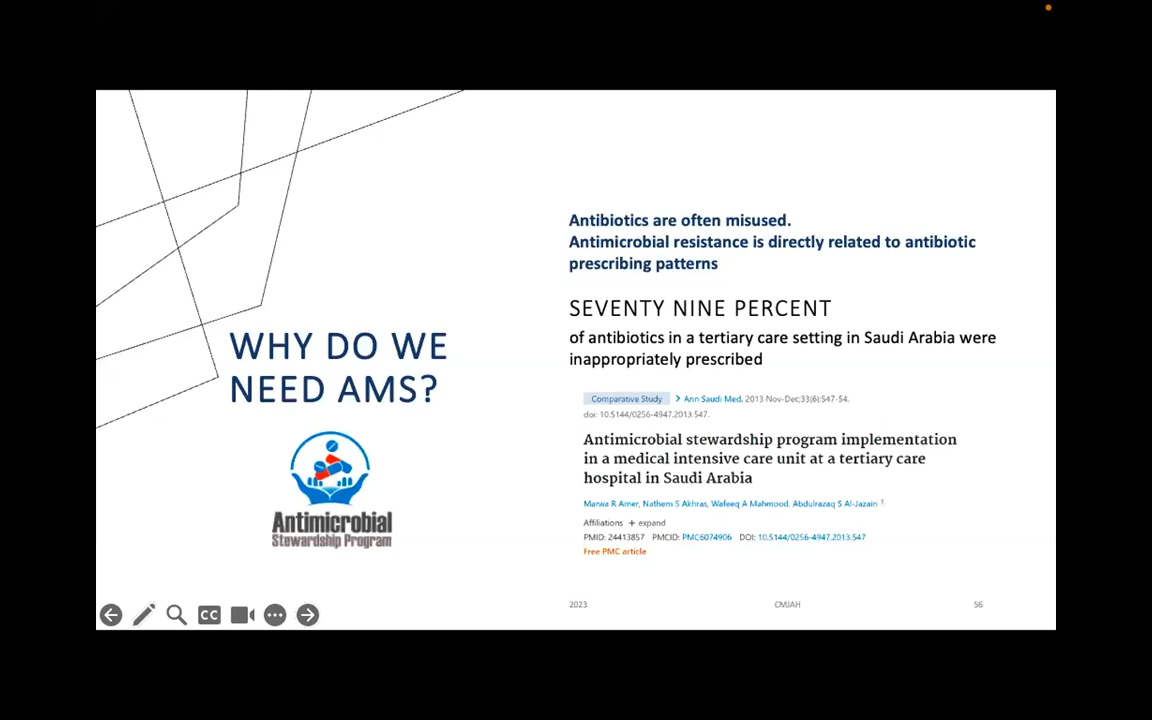 WHY DO WE
NEED AMS?
Antimicrobial
Stewardship Program
Antibiotics are often misused.
Antimicrobial resistance is directly related to antibiotic
prescribing patterns
SEVENTY NINE PERCENT
of antibiotics in a tertiary care setting in Saudi Arabia were
inappropriately prescribed
Comparative Study > Ann Saudi Med. 2013 Nov-Dec;33(6):547-54.
doi: 10.5144/0256-4947.2013.547.
Antimicrobial stewardship program implementation
in a medical intensive care unit at a tertiary care
hospital in Saudi Arabia
Marwa R Amer, Nathem S Akhras, Wafeeq A Mahmood, Abdulrazaq S Al-Jazairi 1
Affiliations + expand
PMID: 24413857 PMCID: PMC6074906 DOI: 10.5144/0256-4947.2013.547
Free PMC article
2023 CMJAH 56
CC